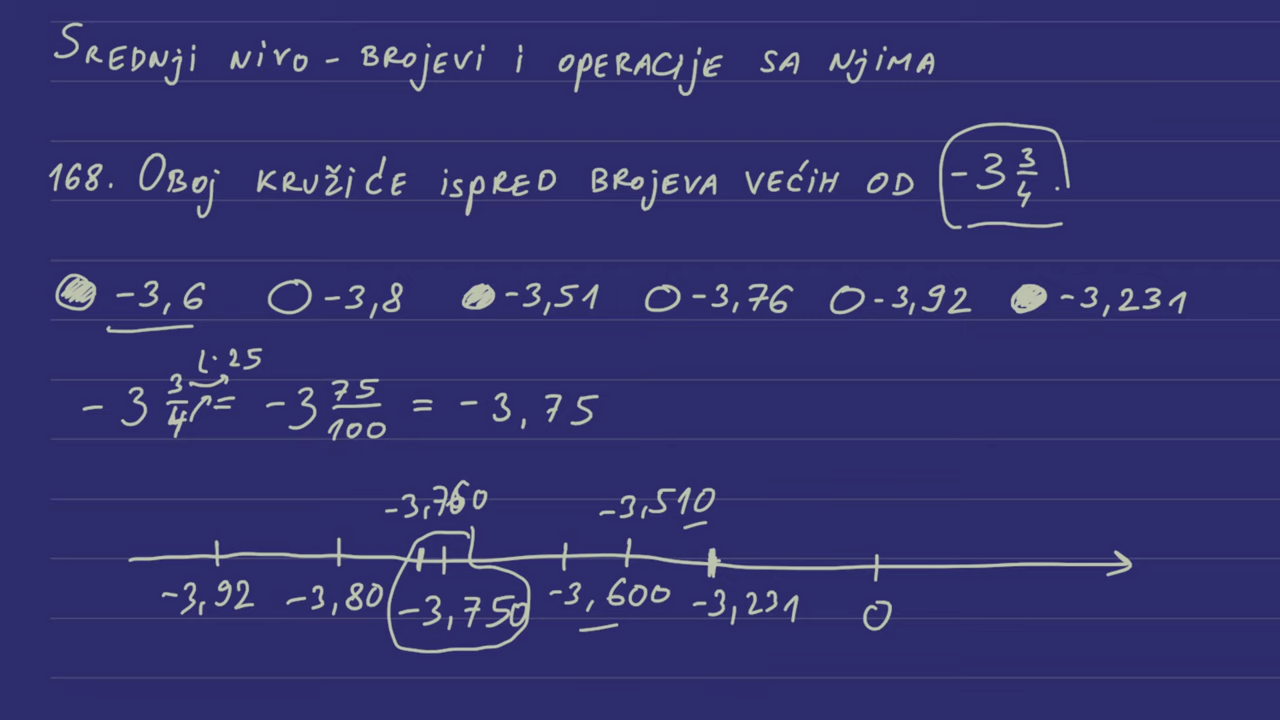 SREDNJI NIVO - BROJEVI I OPERACIJE SA NJIMA
168. OBOJ KRUŽIĆE ISPRED BROJEVA VEĆIH OD -3 3/4.
-3,6 -3,8 -3,51 -3,76 -3,92 -3,231
·25
-3 3/4 = -3 75/100 = -3,75
-3,760 -3,510
-3,92 -3,80 -3,750 -3,600 -3,231 0